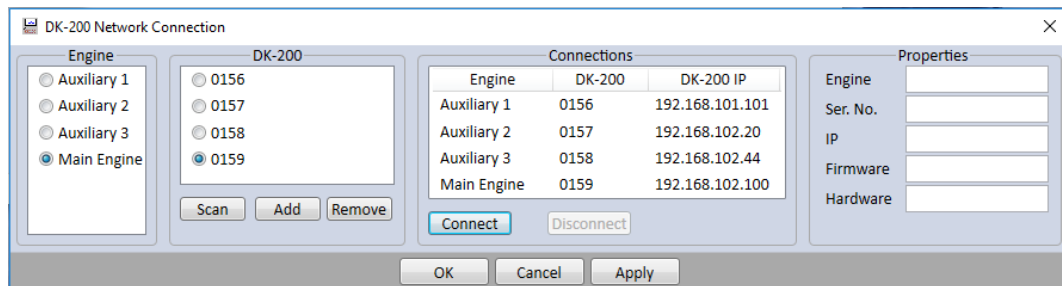 DK-200 Network Connection
Engine
Auxiliary 1
Auxiliary 2
Auxiliary 3
Main Engine
DK-200
0156
0157
0158
0159
Scan Add Remove
Connections
Engine DK-200 DK-200 IP
Auxiliary 1 0156 192.168.101.101
Auxiliary 2 0157 192.168.102.20
Auxiliary 3 0158 192.168.102.44
Main Engine 0159 192.168.102.100
Connect Disconnect
Properties
Engine
Ser. No.
IP
Firmware
Hardware
OK Cancel Apply